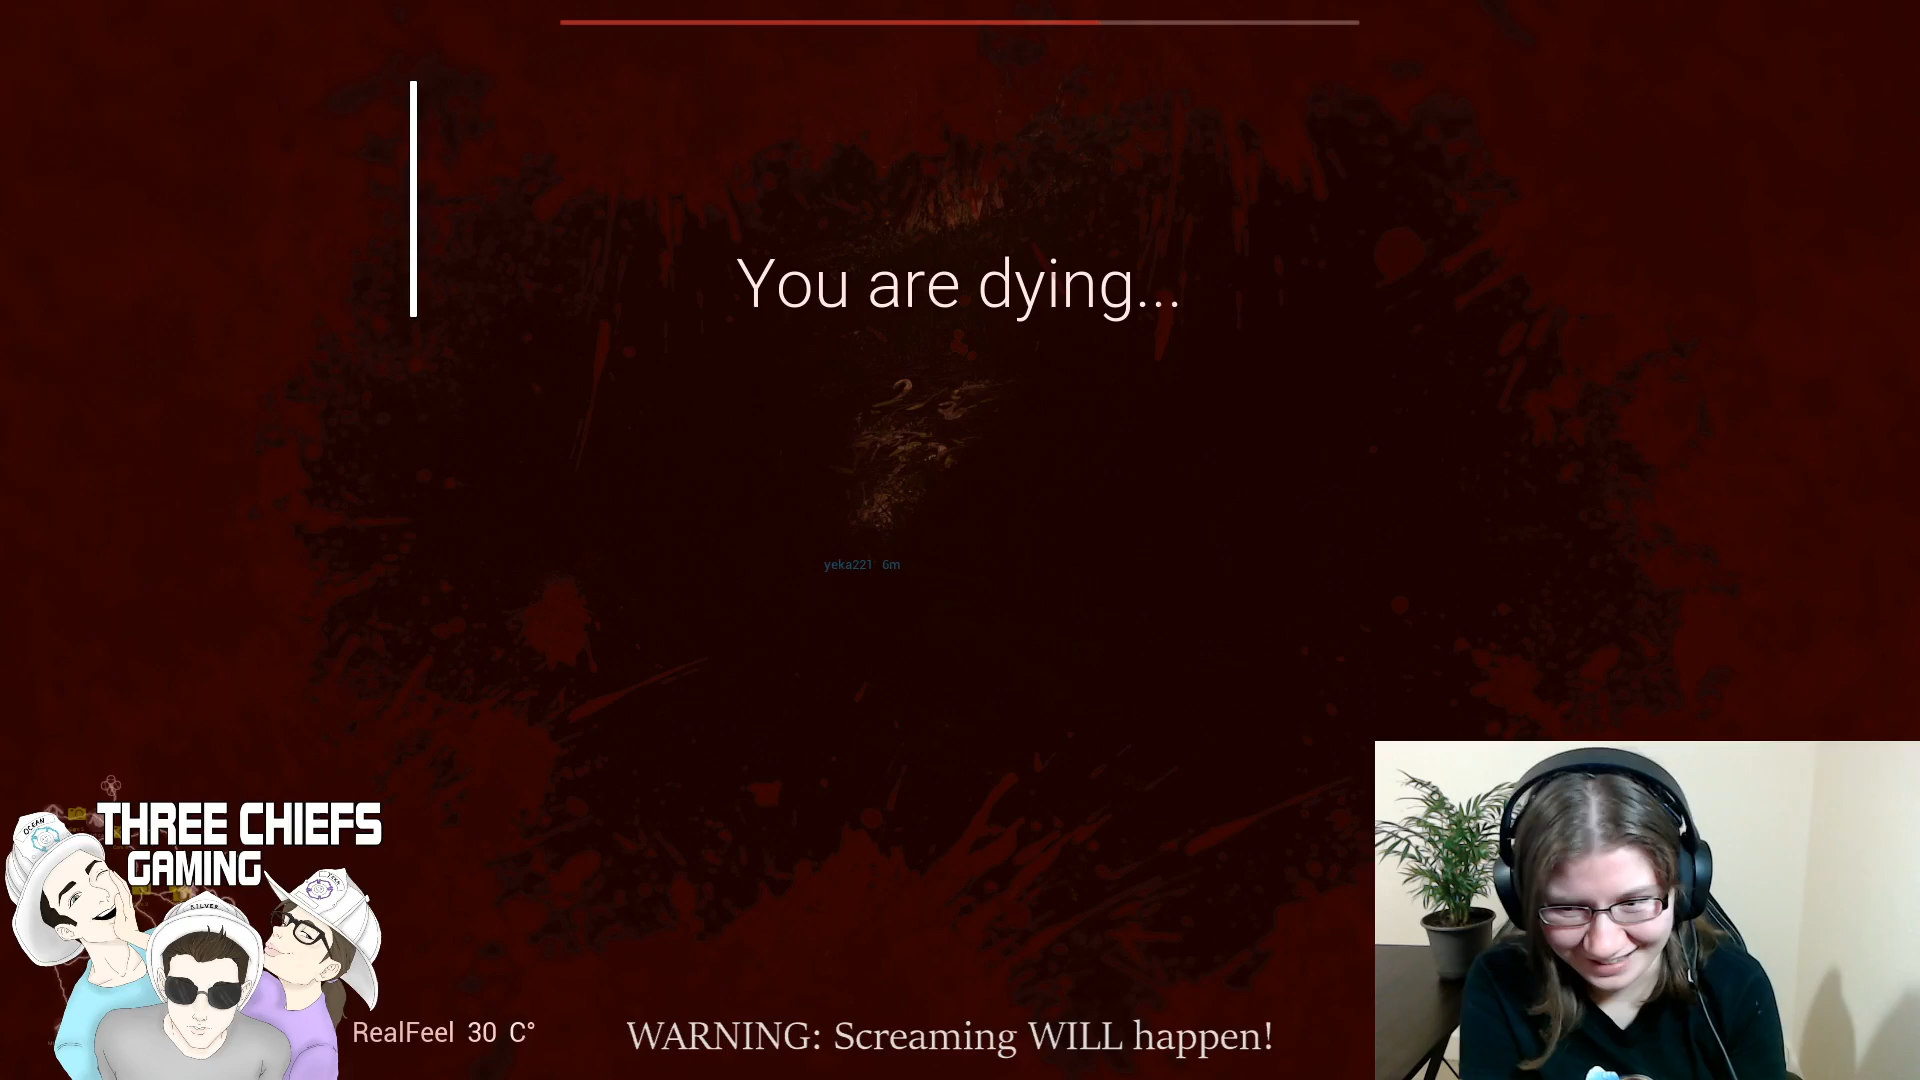 You are dying...
yeka221 6m
THREE CHIEFS
GAMING
OCEAN
SILVER
RealFeel 30 C°
WARNING: Screaming WILL happen!